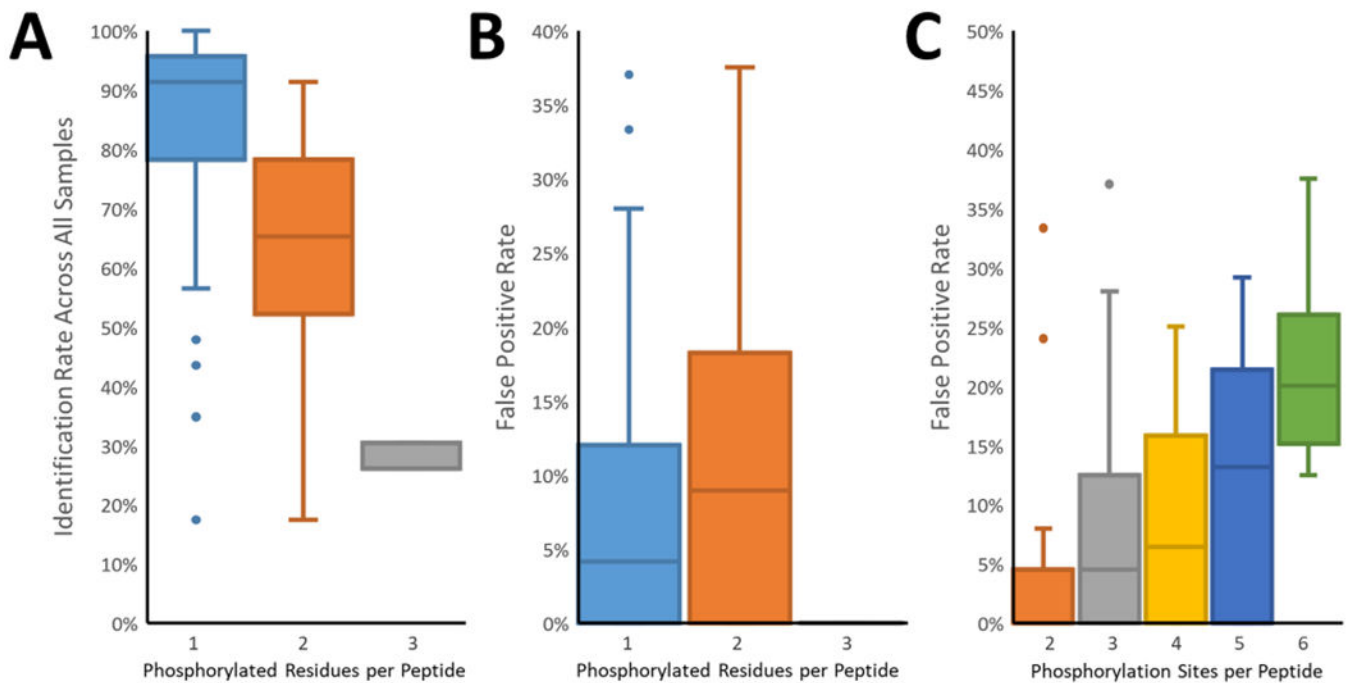 A
Identification Rate Across All Samples
100%
90%
80%
70%
60%
50%
40%
30%
20%
10%
0%
1 2 3
Phosphorylated Residues per Peptide
B
False Positive Rate
40%
35%
30%
25%
20%
15%
10%
5%
0%
1 2 3
Phosphorylated Residues per Peptide
C
False Positive Rate
50%
45%
40%
35%
30%
25%
20%
15%
10%
5%
0%
2 3 4 5 6
Phosphorylation Sites per Peptide